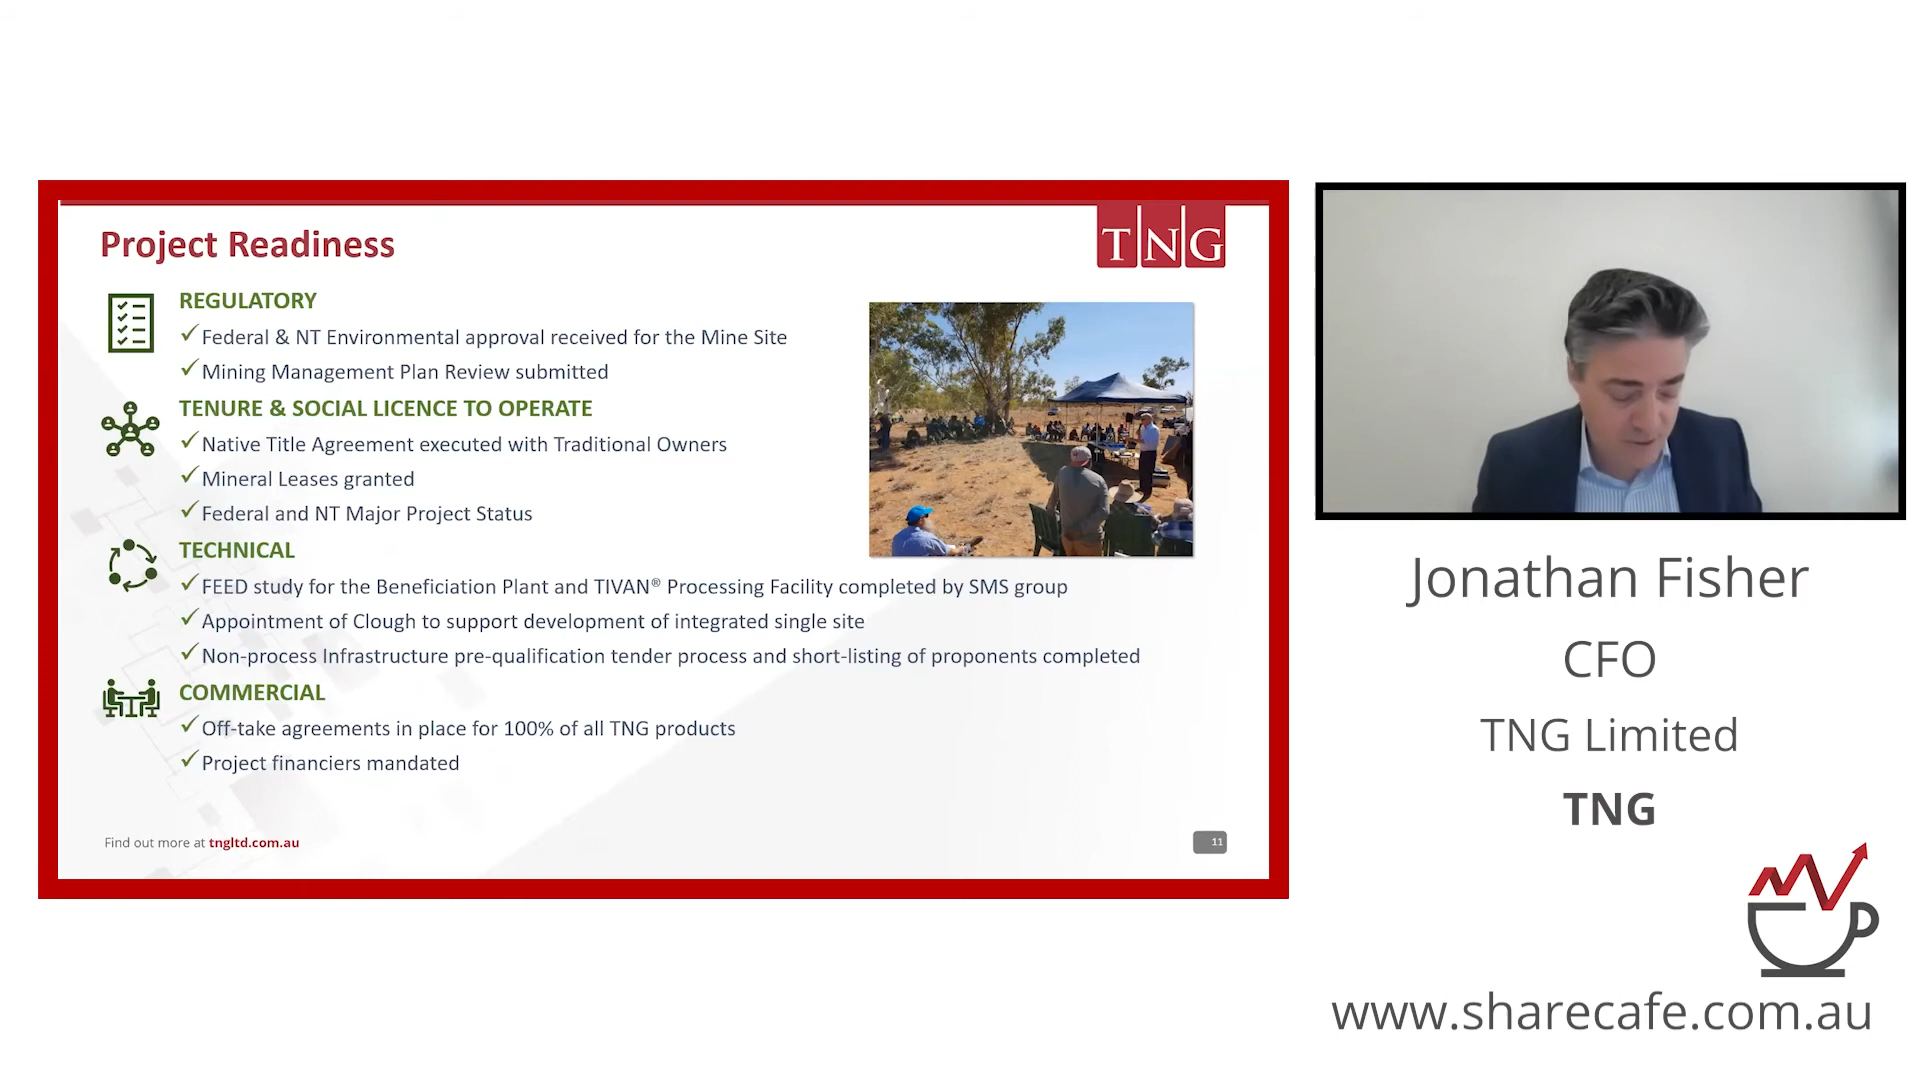 Project Readiness
TNG
REGULATORY
Federal & NT Environmental approval received for the Mine Site
Mining Management Plan Review submitted
TENURE & SOCIAL LICENCE TO OPERATE
Native Title Agreement executed with Traditional Owners
Mineral Leases granted
Federal and NT Major Project Status
TECHNICAL
FEED study for the Beneficiation Plant and TIVAN® Processing Facility completed by SMS group
Appointment of Clough to support development of integrated single site
Non-process Infrastructure pre-qualification tender process and short-listing of proponents completed
COMMERCIAL
Off-take agreements in place for 100% of all TNG products
Project financiers mandated
Find out more at tngltd.com.au
11
Jonathan Fisher
CFO
TNG Limited
TNG
www.sharecafe.com.au